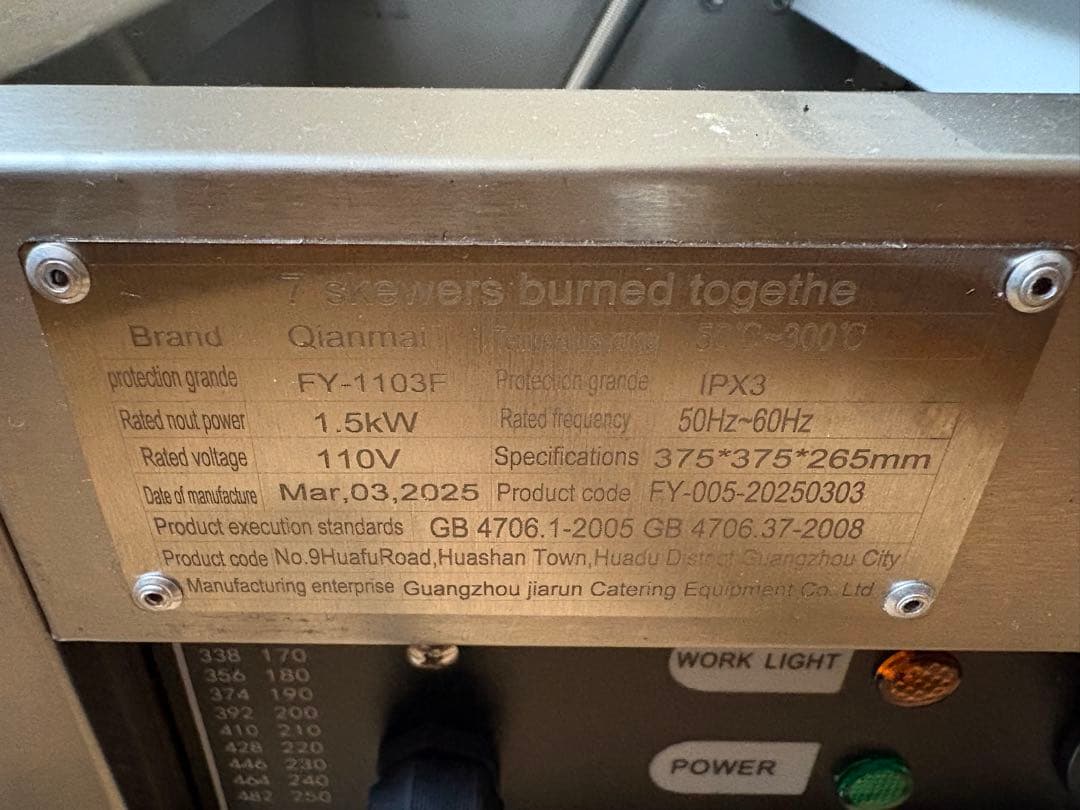 7 skewers burned togethe
Brand Qianmai Temperature range 50℃~300℃
protection grande FY-1103F Protection grande IPX3
Rated nout power 1.5kW Rated frequency 50Hz~60Hz
Rated voltage 110V Specifications 375*375*265mm
Date of manufacture Mar,03,2025 Product code FY-005-20250303
Product execution standards GB 4706.1-2005 GB 4706.37-2008
Product code No.9HuafuRoad,Huashan Town,Huadu District Guangzhou City
Manufacturing enterprise Guangzhou jiarun Catering Equipment Co. Ltd
338 170
356 180
374 190
392 200
410 210
428 220
446 230
464 240
482 250
WORK LIGHT
POWER